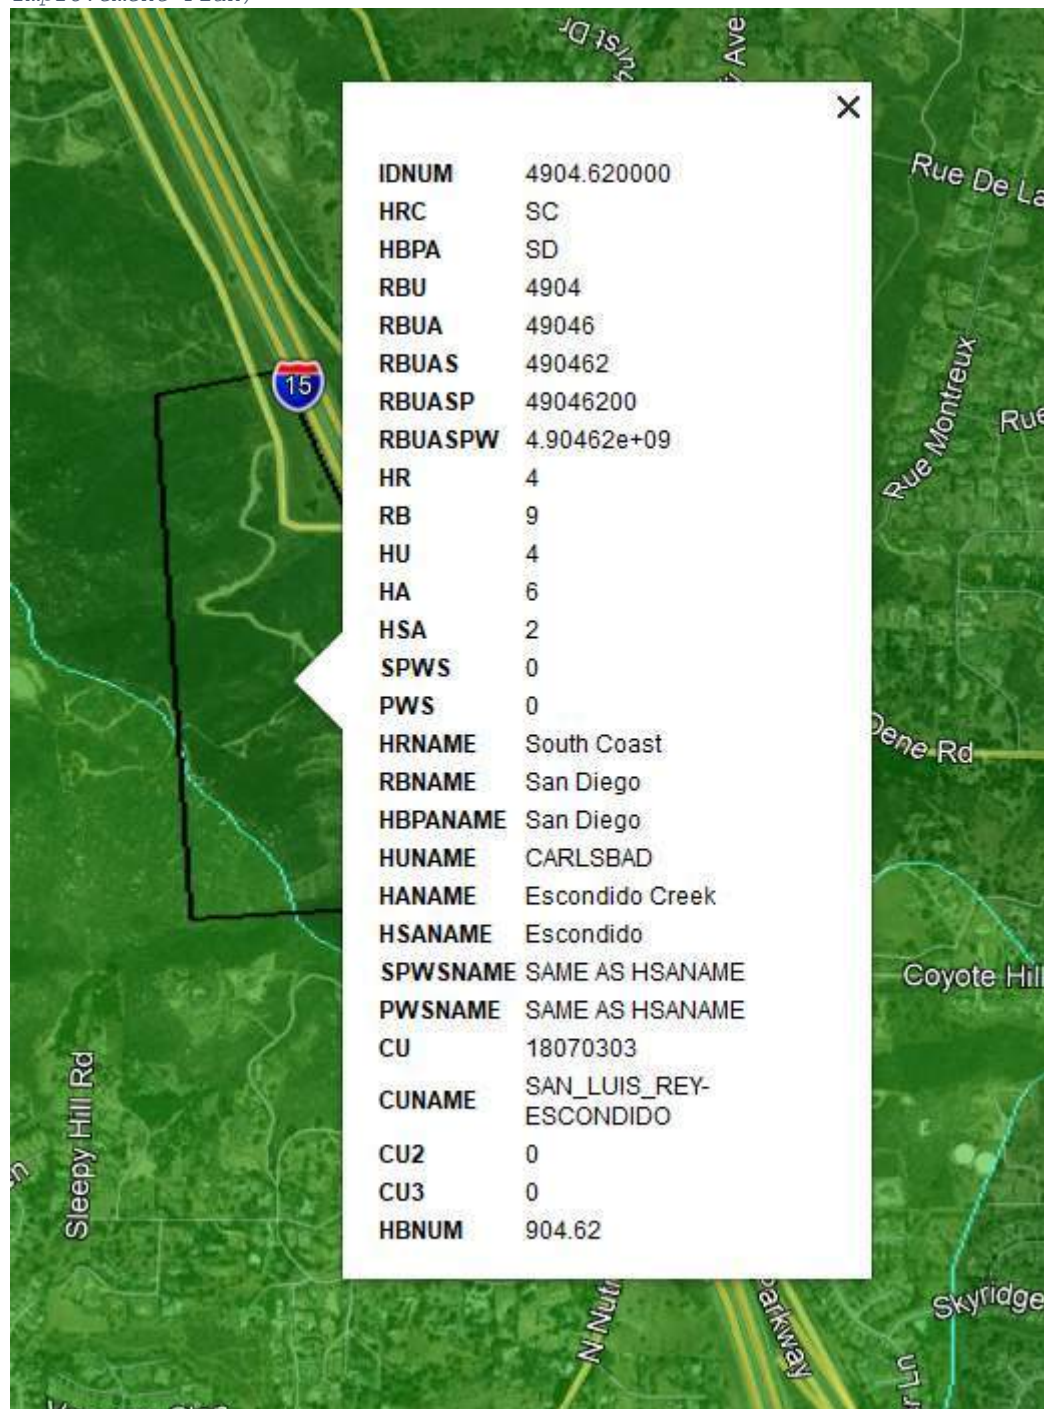 IDNUM 4904.620000
HRC SC
HBPA SD
RBU 4904
RBUA 49046
RBUAS 490462
RBUASP 49046200
RBUASPW 4.90462e+09
HR 4
RB 9
HU 4
HA 6
HSA 2
SPWS 0
PWS 0
HRNAME South Coast
RBNAME San Diego
HBPANAME San Diego
HUNAME CARLSBAD
HANAME Escondido Creek
HSANAME Escondido
SPWSNAME SAME AS HSANAME
PWSNAME SAME AS HSANAME
CU 18070303
CUNAME SAN_LUIS_REY-
ESCONDIDO
CU2 0
CU3 0
HBNUM 904.62
15
Ave
Rue De La
Rue Montreux
Rue
Dene Rd
Coyote Hill
Sleepy Hill Rd
N Nut
arkway
Skyridge
r Ln